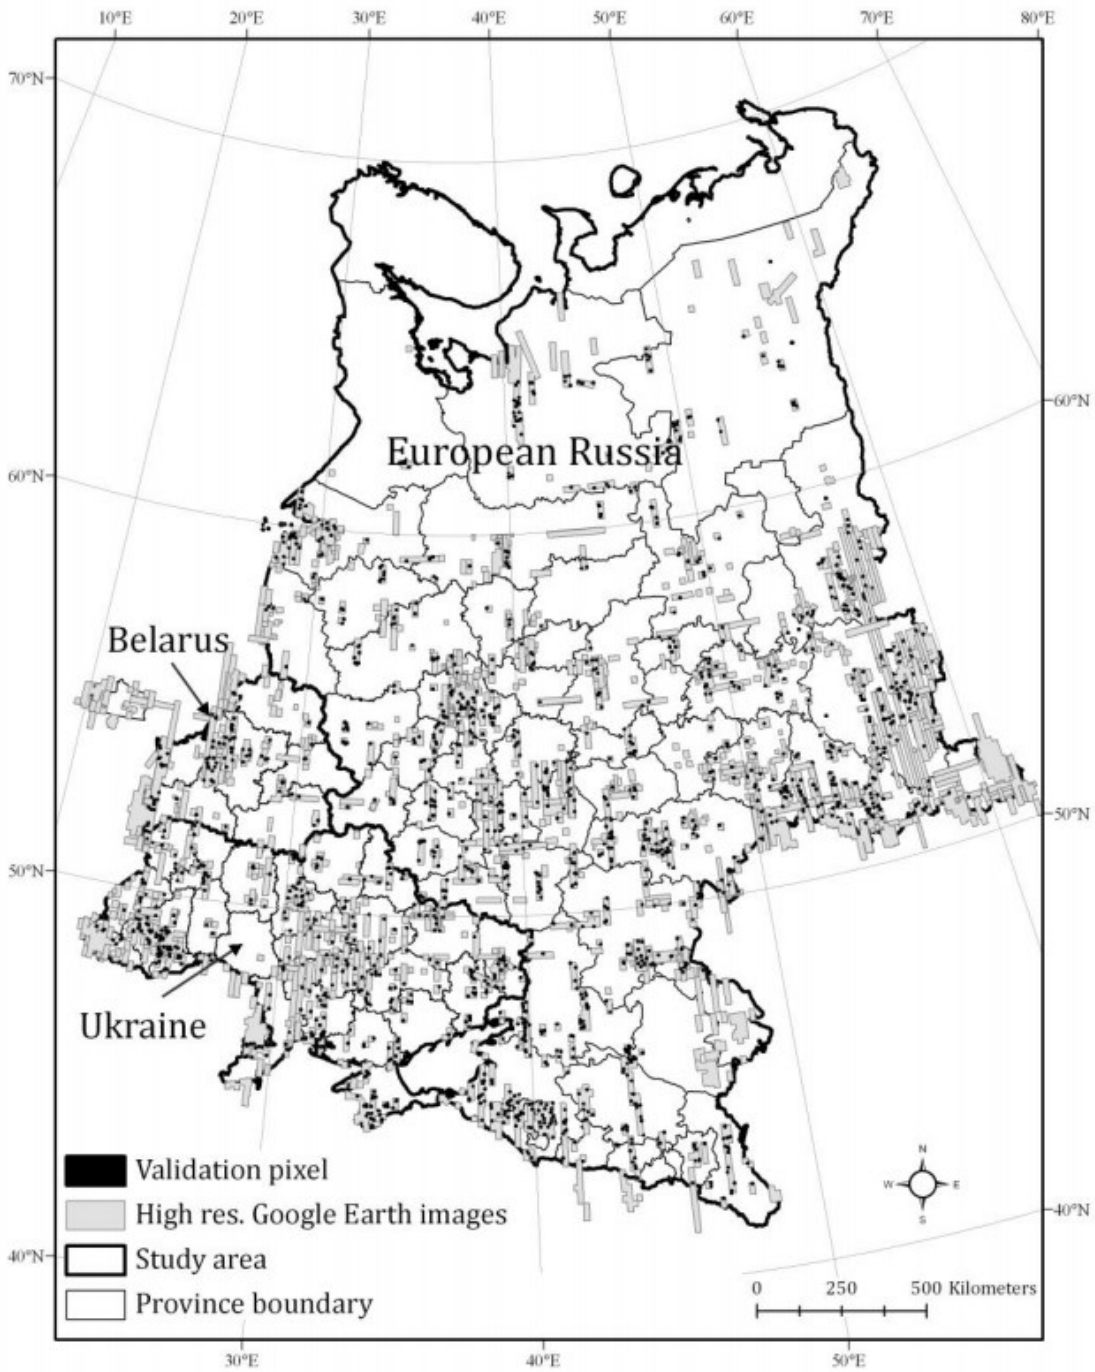 10°E 20°E 30°E 40°E 50°E 60°E 70°E 80°E
70°N
60°N
European Russia
60°N
Belarus
50°N
50°N
Ukraine
N
W E
S
Validation pixel
High res. Google Earth images
Study area
Province boundary
40°N
40°N
0 250 500 Kilometers
30°E 40°E 50°E